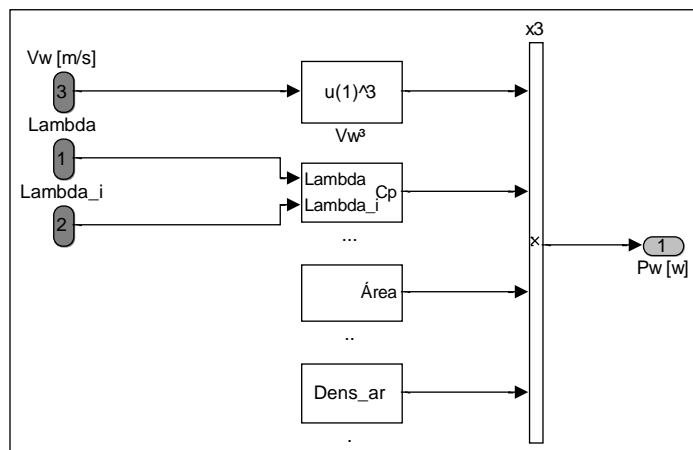 x3
Vw [m/s]
3
u(1)^3
Vw³
Lambda
1
Lambda
Cp
Lambda_i
Lambda_i
2
...
x
1
Pw [w]
Área
..
Dens_ar
.